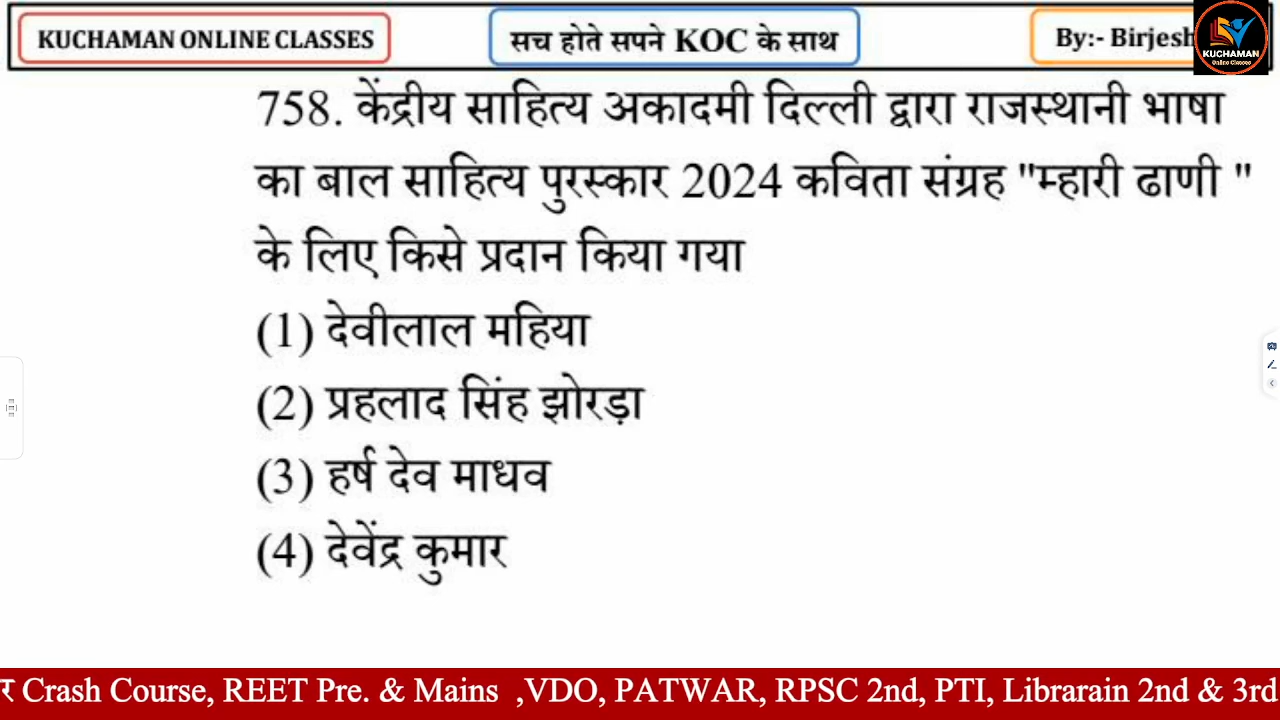 KUCHAMAN ONLINE CLASSES
सच होते सपने KOC के साथ
By:- Birjesh
KUCHAMAN
Online Classes
758. केंद्रीय साहित्य अकादमी दिल्ली द्वारा राजस्थानी भाषा
का बाल साहित्य पुरस्कार 2024 कविता संग्रह "म्हारी ढाणी "
के लिए किसे प्रदान किया गया
(1) देवीलाल महिया
(2) प्रहलाद सिंह झोरड़ा
(3) हर्ष देव माधव
(4) देवेंद्र कुमार
र Crash Course, REET Pre. & Mains ,VDO, PATWAR, RPSC 2nd, PTI, Librarain 2nd & 3rd